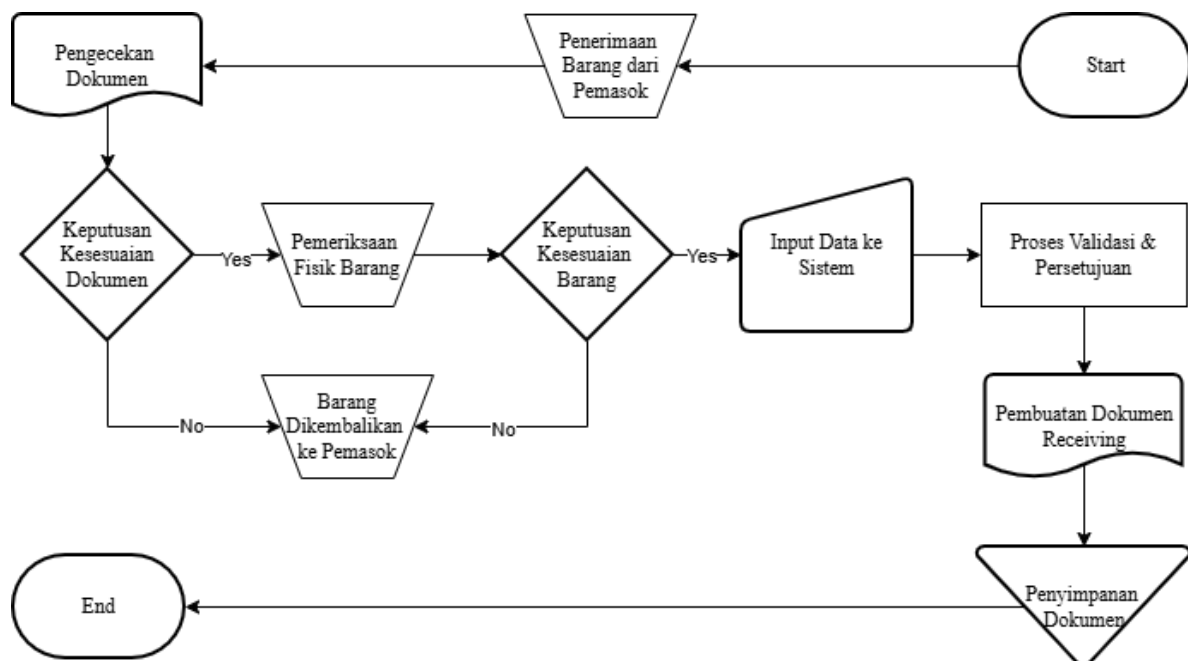 Pengecekan
Dokumen
Penerimaan
Barang dari
Pemasok
Start
Keputusan
Kesesuaian
Dokumen
Yes
Pemeriksaan
Fisik Barang
Keputusan
Kesesuaian
Barang
Yes
Input Data ke
Sistem
Proses Validasi &
Persetujuan
No
Barang
Dikembalikan
ke Pemasok
No
Pembuatan Dokumen
Receiving
End
Penyimpanan
Dokumen